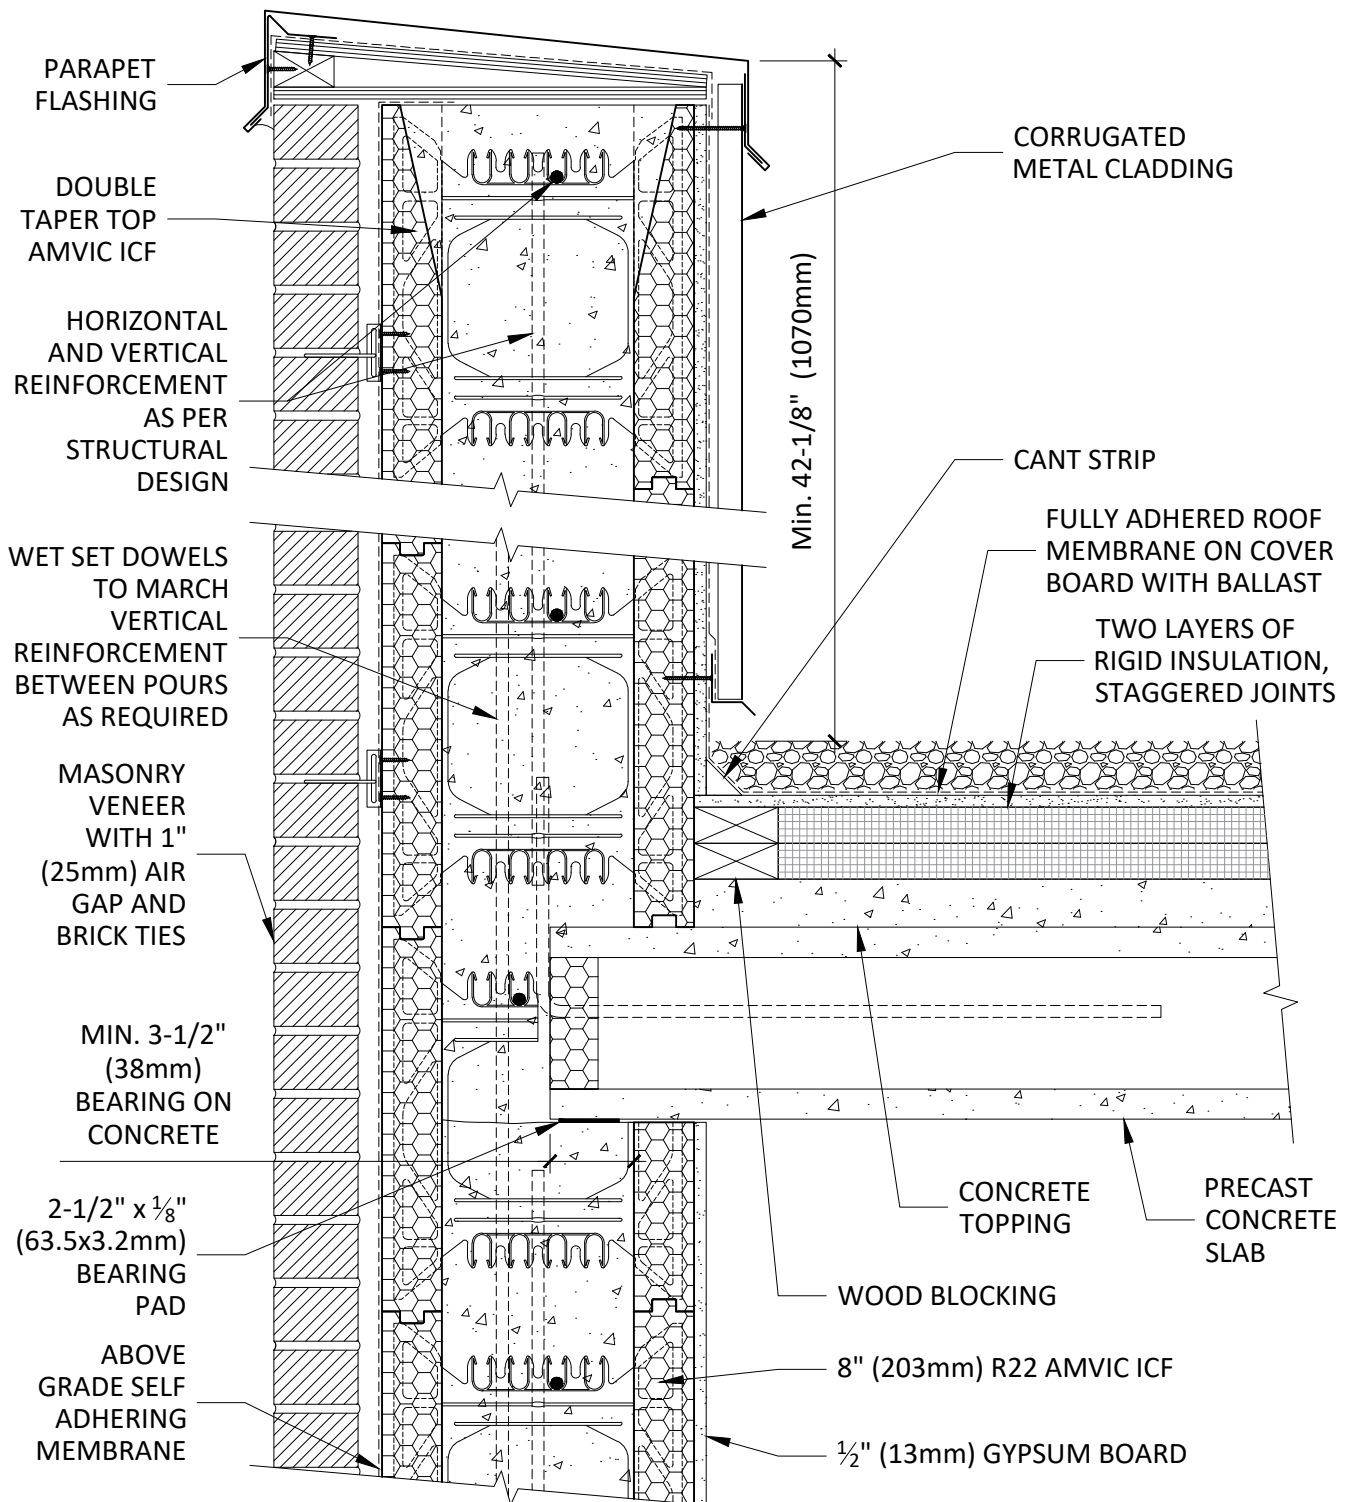 PARAPET
FLASHING
DOUBLE
TAPER TOP
AMVIC ICF
HORIZONTAL
AND VERTICAL
REINFORCEMENT
AS PER
STRUCTURAL
DESIGN
WET SET DOWELS
TO MARCH
VERTICAL
REINFORCEMENT
BETWEEN POURS
AS REQUIRED
MASONRY
VENEER
WITH 1"
(25mm) AIR
GAP AND
BRICK TIES
MIN. 3-1/2"
(38mm)
BEARING ON
CONCRETE
2-1/2" x 1/8"
(63.5x3.2mm)
BEARING
PAD
ABOVE
GRADE SELF
ADHERING
MEMBRANE
CORRUGATED
METAL CLADDING
Min. 42-1/8" (1070mm)
CANT STRIP
FULLY ADHERED ROOF
MEMBRANE ON COVER
BOARD WITH BALLAST
TWO LAYERS OF
RIGID INSULATION,
STAGGERED JOINTS
CONCRETE
TOPPING
PRECAST
CONCRETE
SLAB
WOOD BLOCKING
8" (203mm) R22 AMVIC ICF
½" (13mm) GYPSUM BOARD